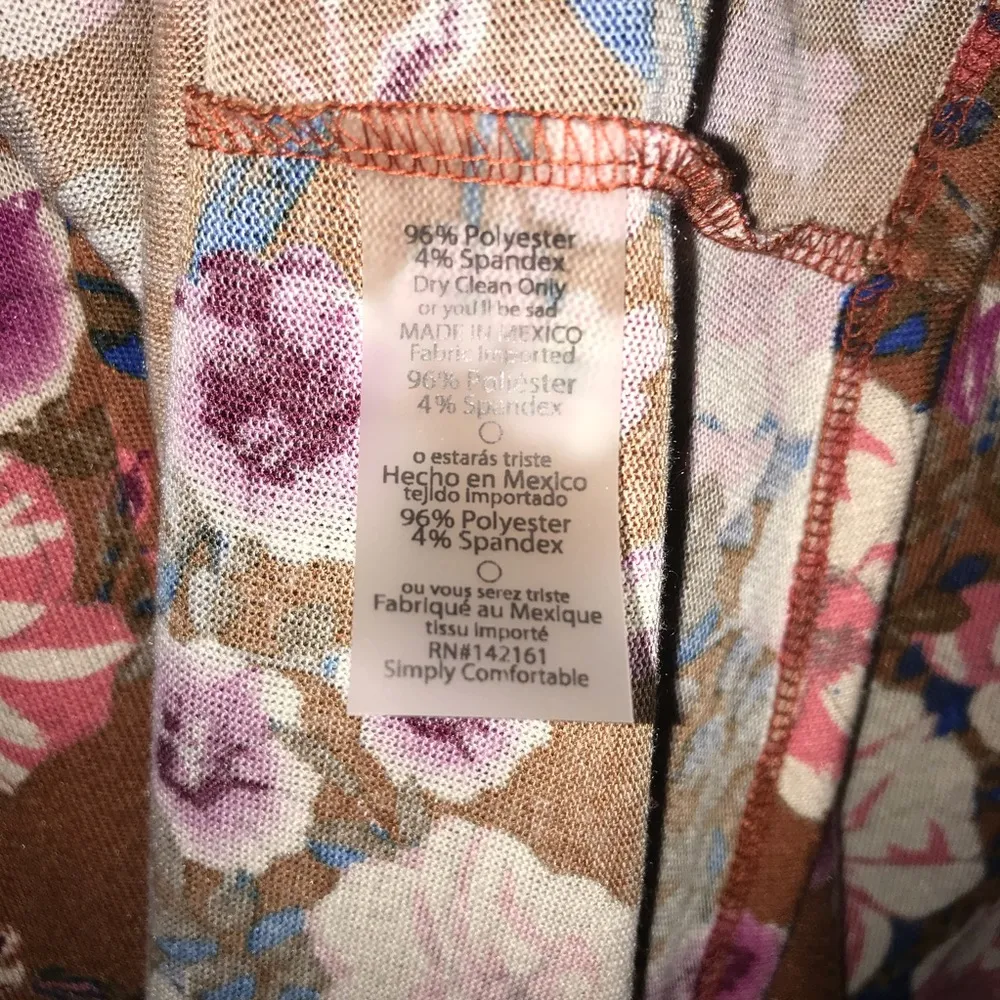 96% Polyester
4% Spandex
Dry Clean Only
or you'll be sad
MADE IN MEXICO
Fabric Imported
96% Poliéster
4% Spandex
o estarás triste
Hecho en Mexico
tejido Importado
96% Polyester
4% Spandex
ou vous serez triste
Fabriqué au Mexique
tissu Importé
RN#142161
Simply Comfortable